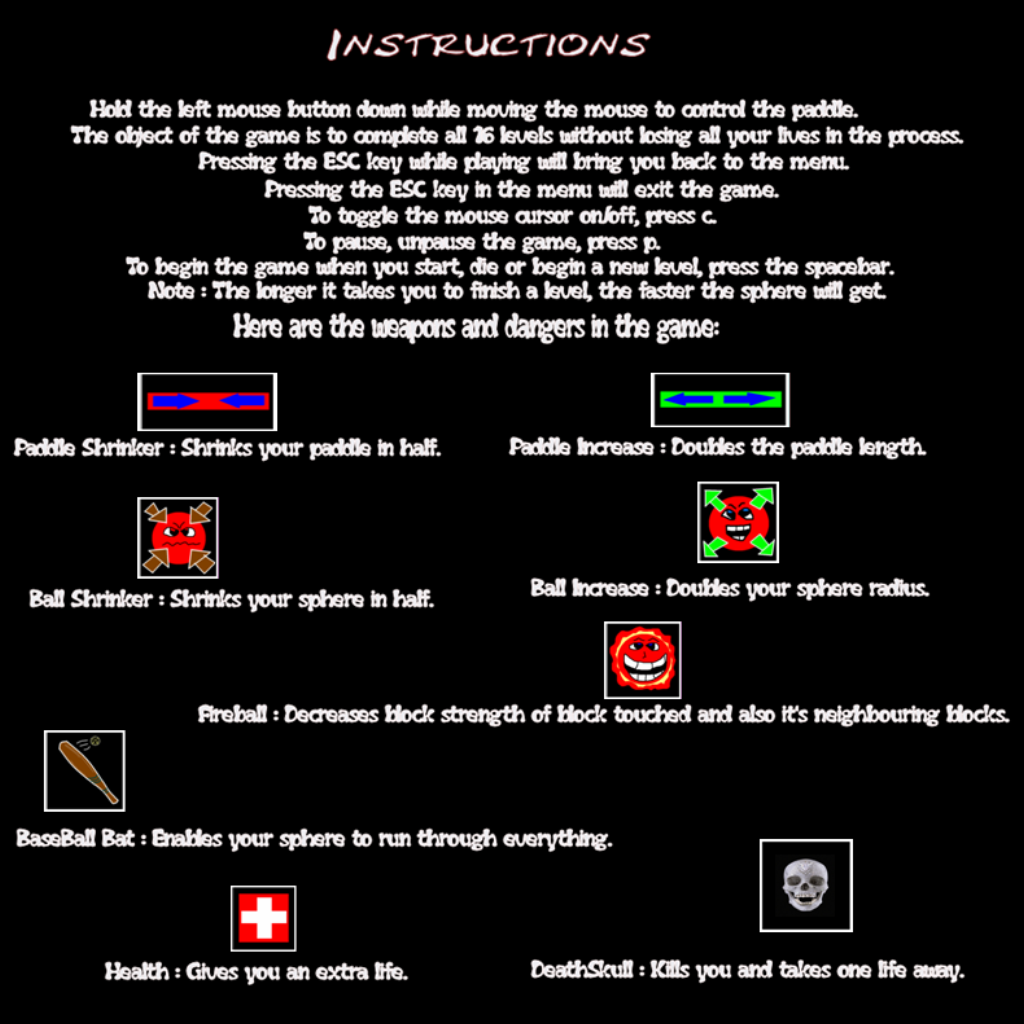 Instructions
Hold the left mouse button down while moving the mouse to control the paddle.
The object of the game is to complete all 16 levels without losing all your lives in the process.
Pressing the ESC key while playing will bring you back to the menu.
Pressing the ESC key in the menu will exit the game.
To toggle the mouse cursor on/off, press c.
To pause, unpause the game, press p.
To begin the game when you start, die or begin a new level, press the spacebar.
Note : The longer it takes you to finish a level, the faster the sphere will get.
Here are the weapons and dangers in the game:
Paddle Shrinker : Shrinks your paddle in half.
Paddle Increase : Doubles the paddle length.
Ball Shrinker : Shrinks your sphere in half.
Ball Increase : Doubles your sphere radius.
Fireball : Decreases block strength of block touched and also it's neighbouring blocks.
BaseBall Bat : Enables your sphere to run through everything.
Health : Gives you an extra life.
DeathSkull : Kills you and takes one life away.